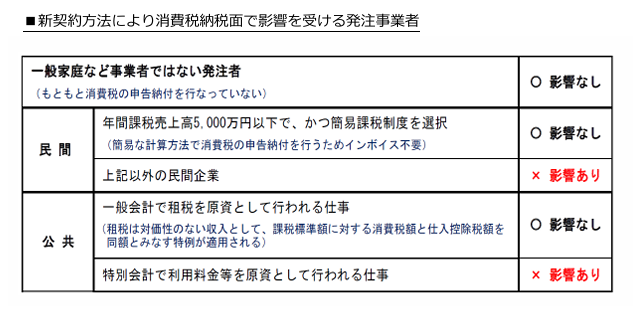 ■新契約方法により消費税納税面で影響を受ける発注事業者
一般家庭など事業者ではない発注者
（もともと消費税の申告納付を行なっていない）
○ 影響なし
民 間
年間課税売上高5,000万円以下で、かつ簡易課税制度を選択
（簡易な計算方法で消費税の申告納付を行うためインボイス不要）
○ 影響なし
上記以外の民間企業
× 影響あり
公 共
一般会計で租税を原資として行われる仕事
（租税は対価性のない収入として、課税標準額に対する消費税額と仕入控除税額を
同額とみなす特例が適用される）
○ 影響なし
特別会計で利用料金等を原資として行われる仕事
× 影響あり